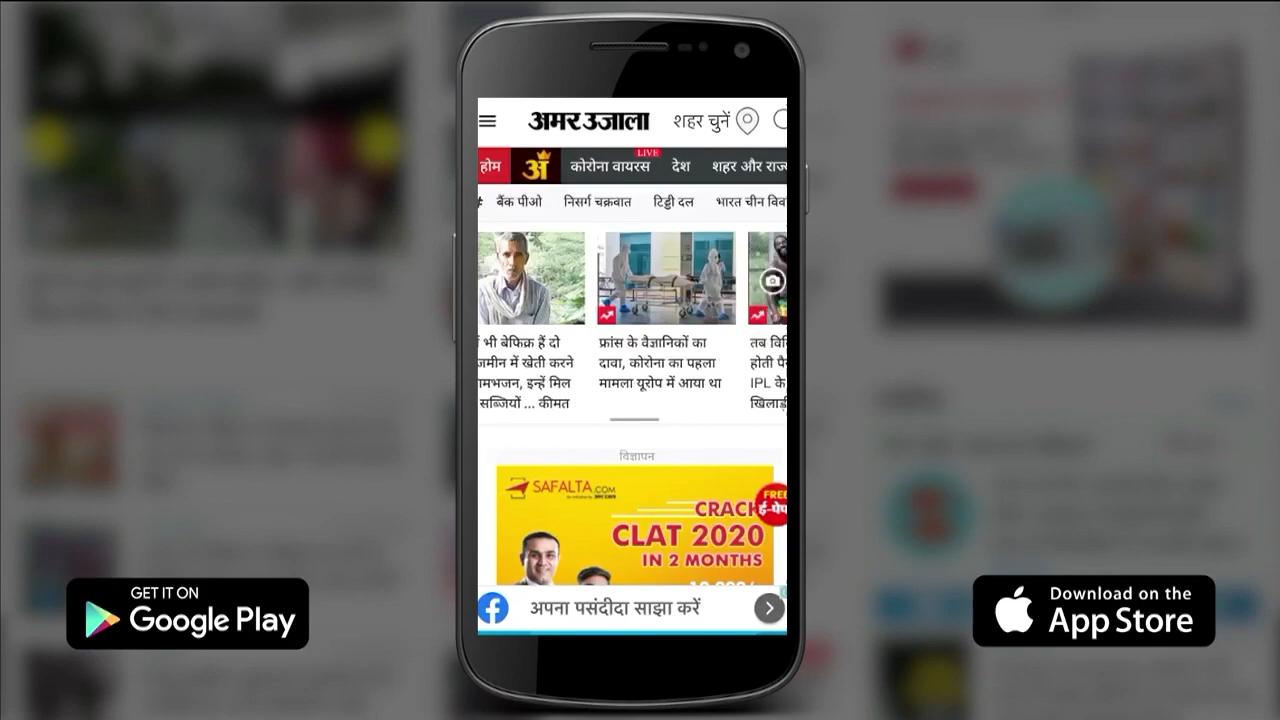 अमर उजाला
शहर चुनें
LIVE
होम
अ
कोरोना वायरस
देश
शहर और राज्
# बैंक पीओ
निसर्ग चक्रवात
टिड्डी दल
भारत चीन विवा
भी बेफिक्र हैं दो
जमीन में खेती करने
ामभजन, इन्हें मिल
सब्जियों ... कीमत
फ्रांस के वैज्ञानिकों का
दावा, कोरोना का पहला
मामला यूरोप में आया था
तब वि
होती पै
IPL के
खिलाड़ी
विज्ञापन
SAFALTA.COM
CRACK
CLAT 2020
IN 2 MONTHS
FREE
ई-पेप
अपना पसंदीदा साझा करें
GET IT ON
Google Play
Download on the
App Store